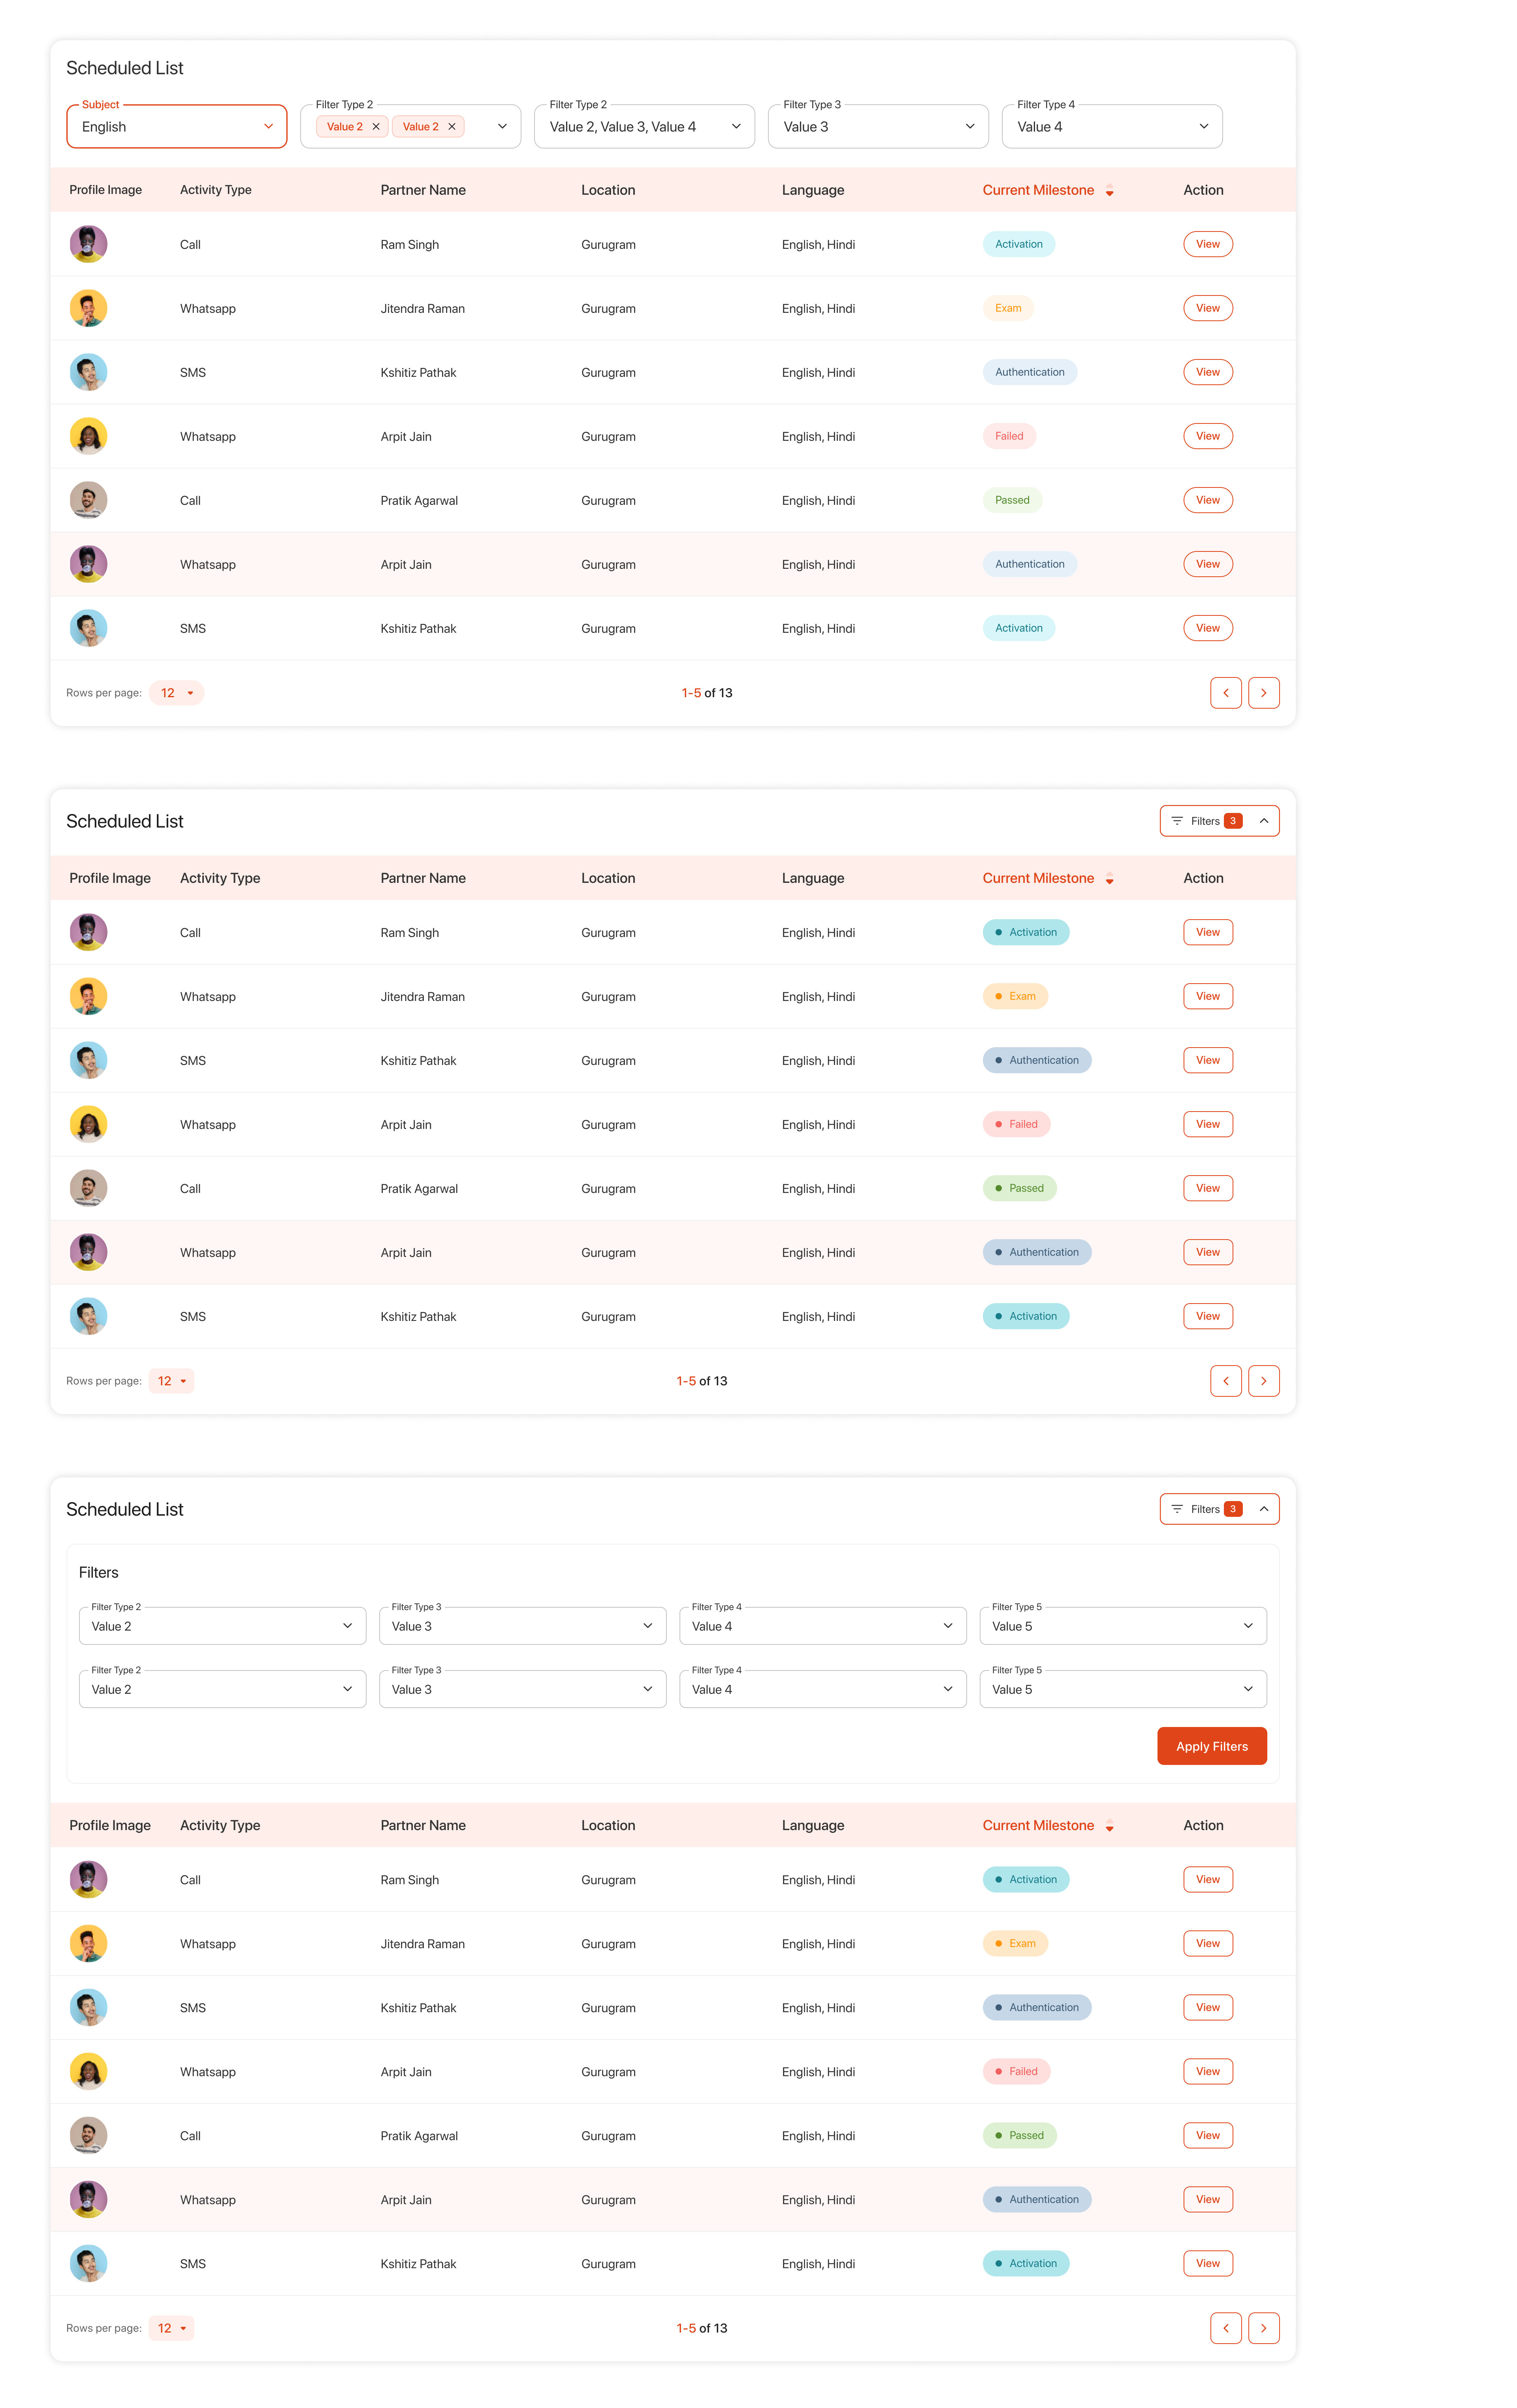 Scheduled List
Subject Filter Type 2 Filter Type 2 Filter Type 3 Filter Type 4
English Value 2 Value 2 Value 2, Value 3, Value 4 Value 3 Value 4
Profile Image Activity Type Partner Name Location Language Current Milestone Action
Call Ram Singh Gurugram English, Hindi Activation View
Whatsapp Jitendra Raman Gurugram English, Hindi Exam View
SMS Kshitiz Pathak Gurugram English, Hindi Authentication View
Whatsapp Arpit Jain Gurugram English, Hindi Failed View
Call Pratik Agarwal Gurugram English, Hindi Passed View
Whatsapp Arpit Jain Gurugram English, Hindi Authentication View
SMS Kshitiz Pathak Gurugram English, Hindi Activation View
Rows per page: 12 1-5 of 13
Scheduled List Filters 3
Profile Image Activity Type Partner Name Location Language Current Milestone Action
Call Ram Singh Gurugram English, Hindi Activation View
Whatsapp Jitendra Raman Gurugram English, Hindi Exam View
SMS Kshitiz Pathak Gurugram English, Hindi Authentication View
Whatsapp Arpit Jain Gurugram English, Hindi Failed View
Call Pratik Agarwal Gurugram English, Hindi Passed View
Whatsapp Arpit Jain Gurugram English, Hindi Authentication View
SMS Kshitiz Pathak Gurugram English, Hindi Activation View
Rows per page: 12 1-5 of 13
Scheduled List Filters 3
Filters
Filter Type 2 Filter Type 3 Filter Type 4 Filter Type 5
Value 2 Value 3 Value 4 Value 5
Filter Type 2 Filter Type 3 Filter Type 4 Filter Type 5
Value 2 Value 3 Value 4 Value 5
Apply Filters
Profile Image Activity Type Partner Name Location Language Current Milestone Action
Call Ram Singh Gurugram English, Hindi Activation View
Whatsapp Jitendra Raman Gurugram English, Hindi Exam View
SMS Kshitiz Pathak Gurugram English, Hindi Authentication View
Whatsapp Arpit Jain Gurugram English, Hindi Failed View
Call Pratik Agarwal Gurugram English, Hindi Passed View
Whatsapp Arpit Jain Gurugram English, Hindi Authentication View
SMS Kshitiz Pathak Gurugram English, Hindi Activation View
Rows per page: 12 1-5 of 13